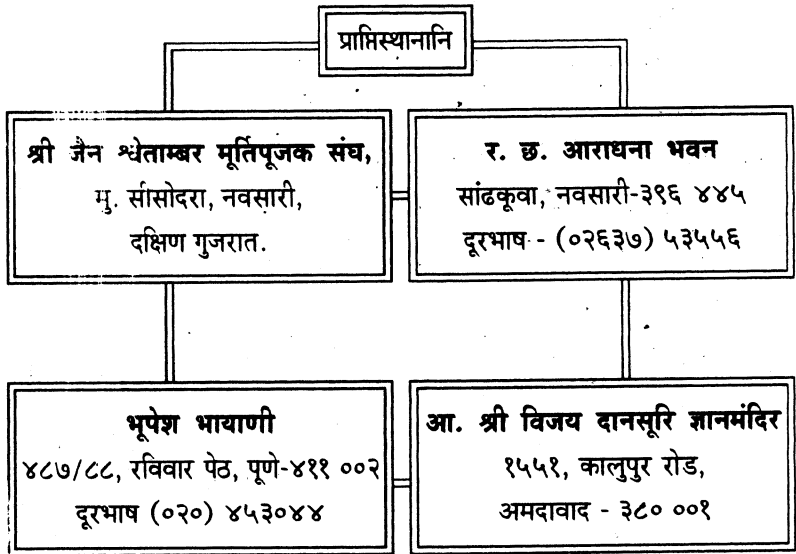 प्राप्तिस्थानानि
श्री जैन श्वेताम्बर मूर्तिपूजक संघ,
मु. सीसोदरा, नवसारी,
दक्षिण गुजरात.
र. छ. आराधना भवन
सांढकूवा, नवसारी-३९६ ४४५
दूरभाष - (०२६३७) ५३५५६
भूपेश भायाणी
४८७/८८, रविवार पेठ, पूणे-४११ ००२
दूरभाष (०२०) ४५३०४४
आ. श्री विजय दानसूरि ज्ञानमंदिर
१५५१, कालुपुर रोड,
अमदावाद - ३८० ००१